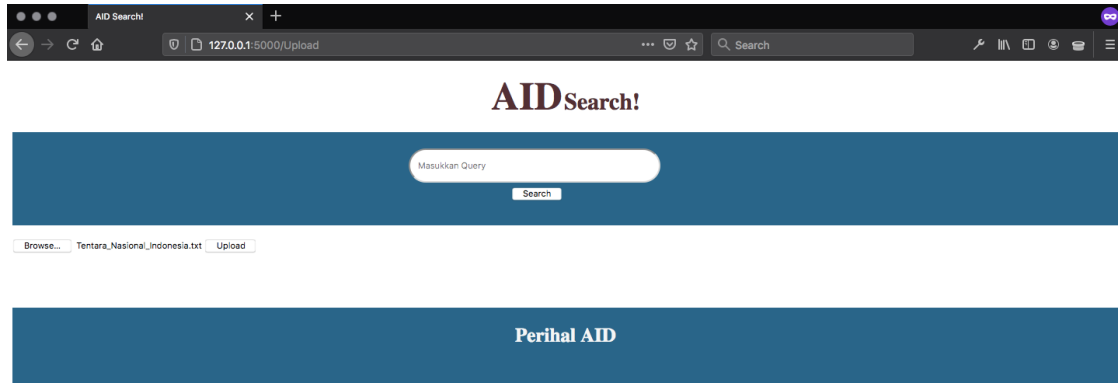 AID Search!
127.0.0.1:5000/Upload
Search
AID Search!
Masukkan Query
Search
Browse... Tentara_Nasional_Indonesia.txt Upload
Perihal AID